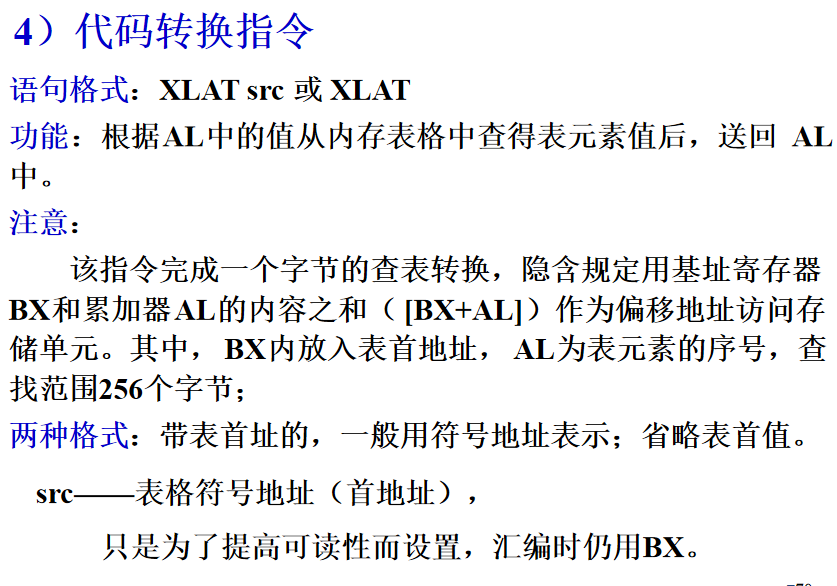 4）代码转换指令
语句格式：XLAT src 或 XLAT
功能：根据AL中的值从内存表格中查得表元素值后，送回 AL
中。
注意：
该指令完成一个字节的查表转换，隐含规定用基址寄存器
BX和累加器AL的内容之和（ [BX+AL]）作为偏移地址访问存
储单元。其中， BX内放入表首地址， AL为表元素的序号，查
找范围256个字节；
两种格式：带表首址的，一般用符号地址表示；省略表首值。
src——表格符号地址（首地址），
只是为了提高可读性而设置，汇编时仍用BX。